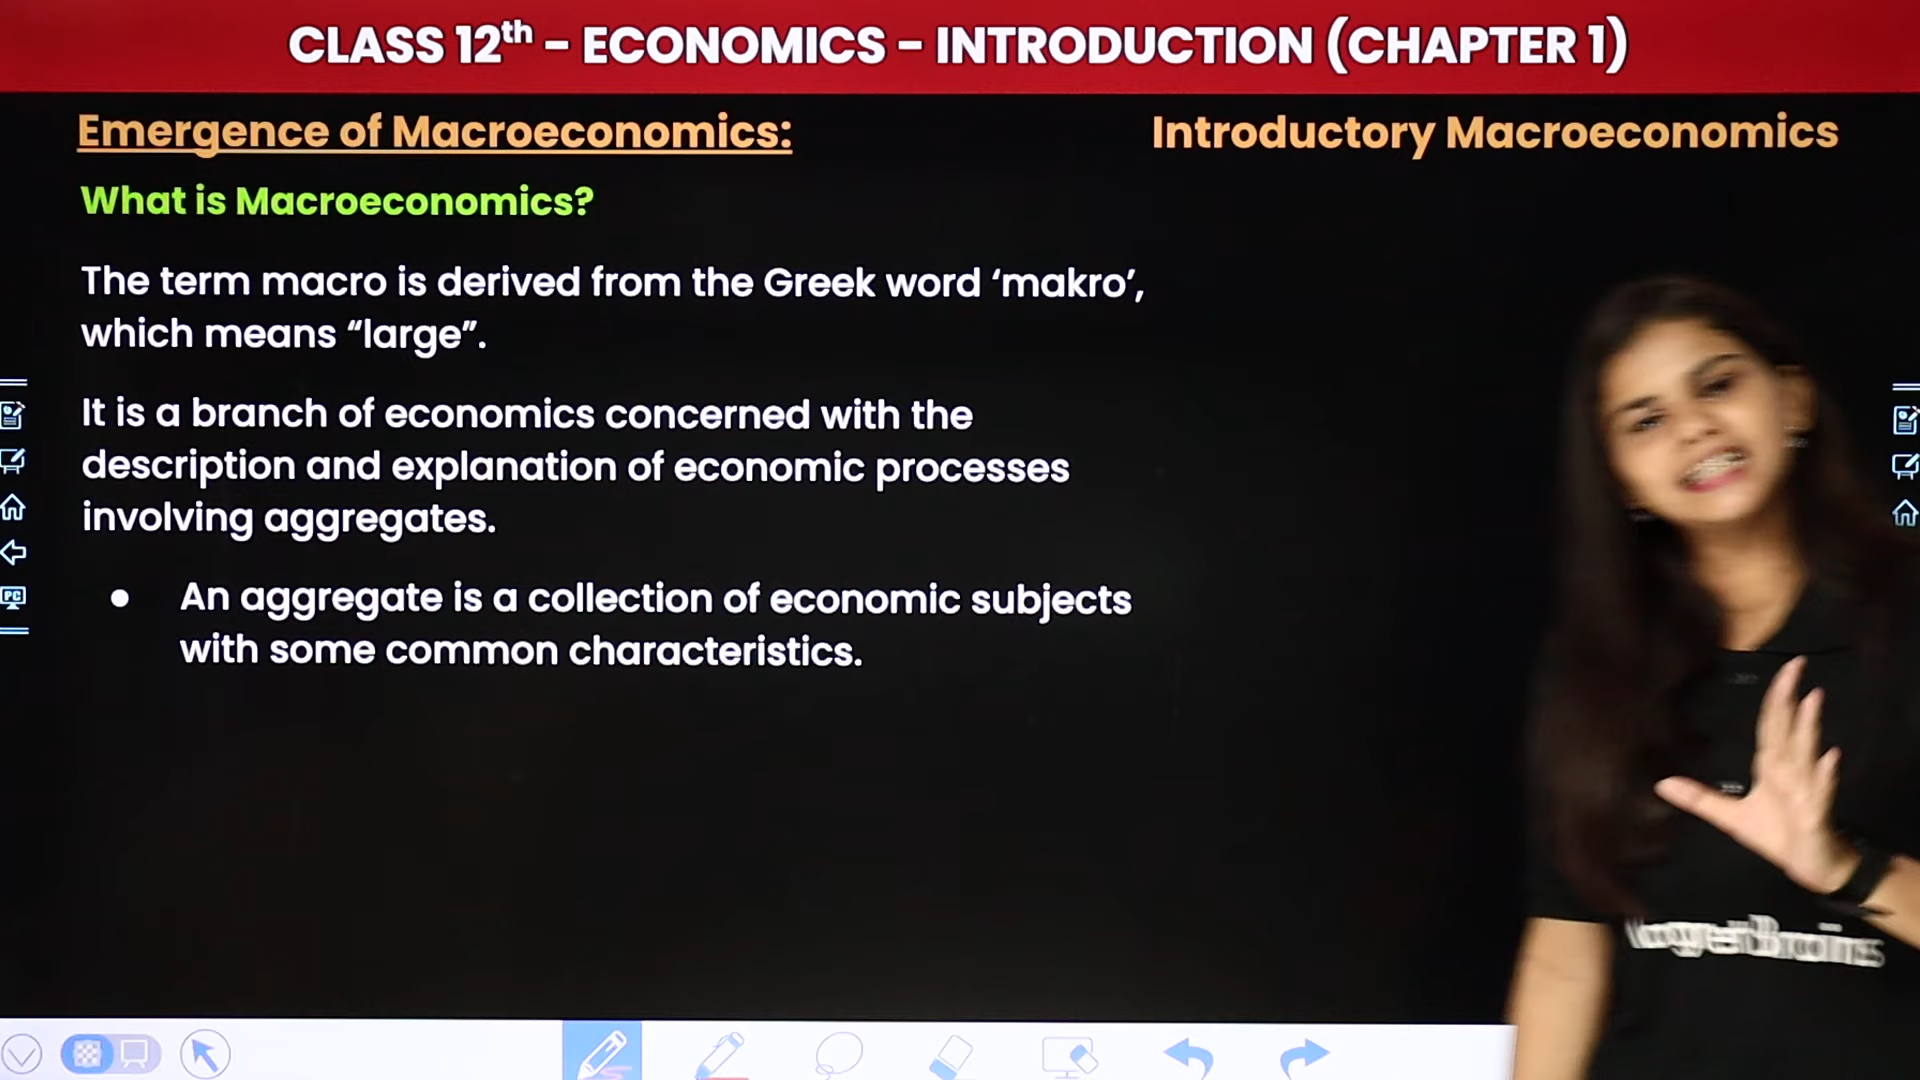 CLASS 12th – ECONOMICS – INTRODUCTION (CHAPTER 1)
Emergence of Macroeconomics:
Introductory Macroeconomics
What is Macroeconomics?
The term macro is derived from the Greek word ‘makro’,
which means “large”.
It is a branch of economics concerned with the
description and explanation of economic processes
involving aggregates.
● An aggregate is a collection of economic subjects
with some common characteristics.
PC